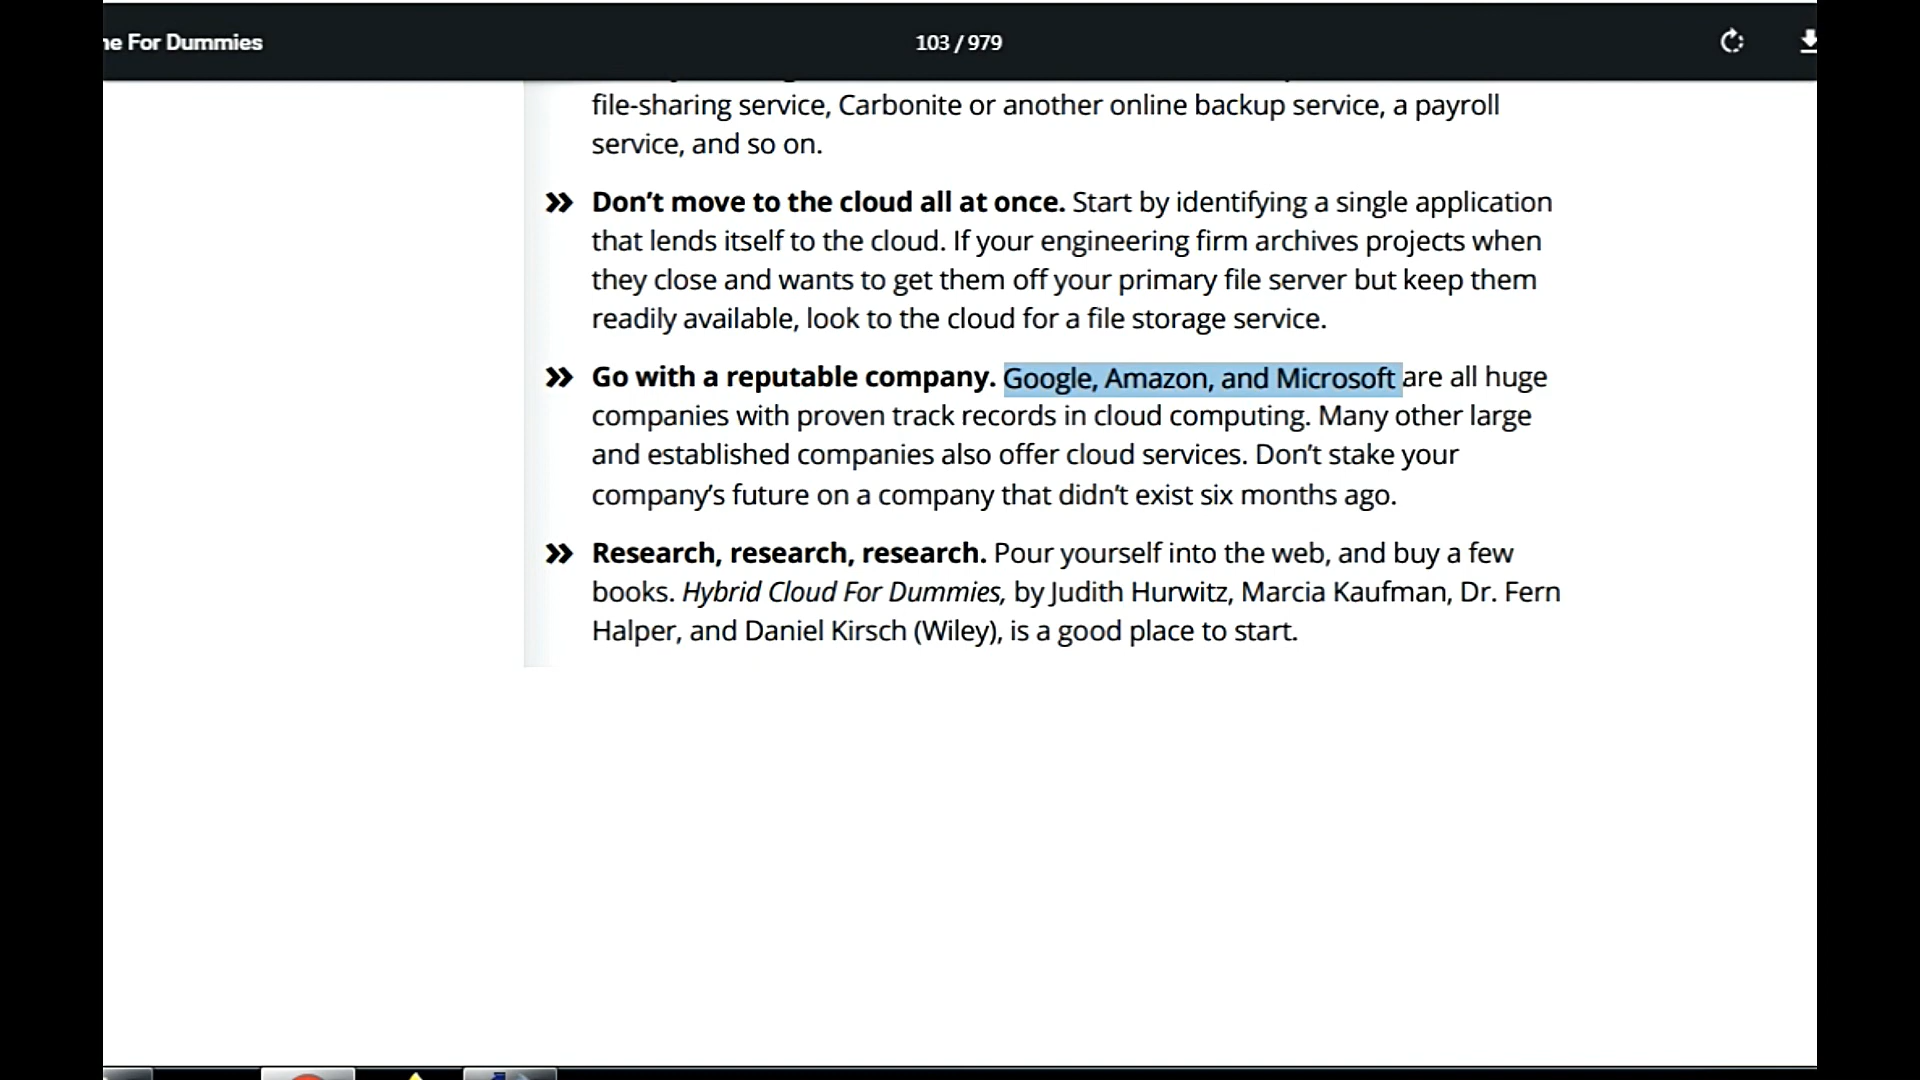 ne For Dummies
103 / 979
file-sharing service, Carbonite or another online backup service, a payroll
service, and so on.
» Don't move to the cloud all at once. Start by identifying a single application
that lends itself to the cloud. If your engineering firm archives projects when
they close and wants to get them off your primary file server but keep them
readily available, look to the cloud for a file storage service.
» Go with a reputable company. Google, Amazon, and Microsoft are all huge
companies with proven track records in cloud computing. Many other large
and established companies also offer cloud services. Don't stake your
company's future on a company that didn't exist six months ago.
» Research, research, research. Pour yourself into the web, and buy a few
books. Hybrid Cloud For Dummies, by Judith Hurwitz, Marcia Kaufman, Dr. Fern
Halper, and Daniel Kirsch (Wiley), is a good place to start.